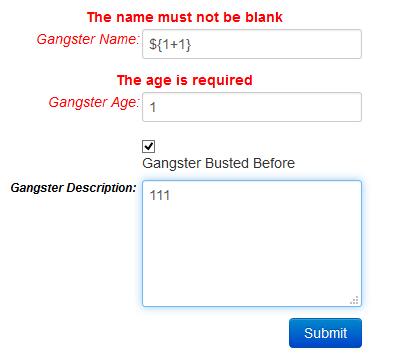 The name must not be blank
Gangster Name: ${1+1}
The age is required
Gangster Age: 1
Gangster Busted Before
Gangster Description: 111
Submit